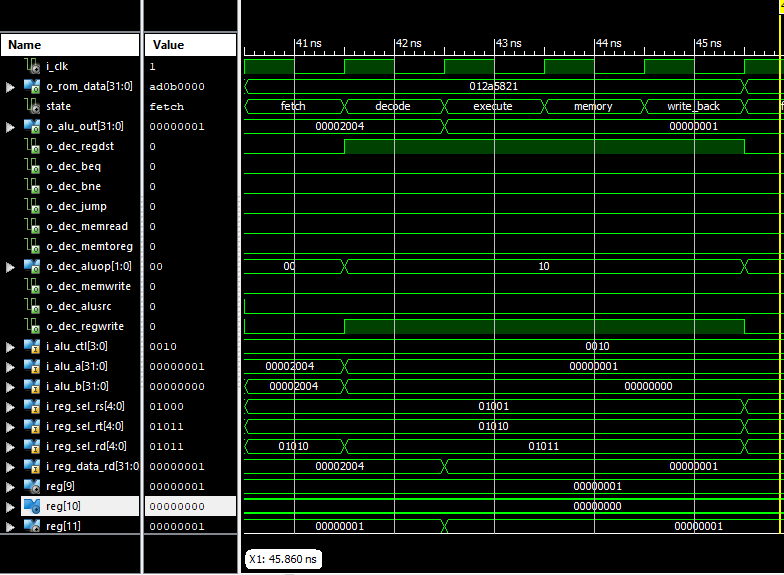 Name Value 41 ns 42 ns 43 ns 44 ns 45 ns
i_clk 1
o_rom_data[31:0] ad0b0000 012a5821
state fetch fetch decode execute memory write_back
o_alu_out[31:0] 00000001 00002004 00000001
o_dec_regdst 0
o_dec_beq 0
o_dec_bne 0
o_dec_jump 0
o_dec_memread 0
o_dec_memtoreg 0
o_dec_aluop[1:0] 00 00 10
o_dec_memwrite 0
o_dec_alusrc 0
o_dec_regwrite 0
i_alu_ctl[3:0] 0010 0010
i_alu_a[31:0] 00000001 00002004 00000001
i_alu_b[31:0] 00000000 00002004 00000000
i_reg_sel_rs[4:0] 01000 01001
i_reg_sel_rt[4:0] 01011 01010
i_reg_sel_rd[4:0] 01011 01010 01011
i_reg_data_rd[31:0 00000001 00002004 00000001
reg[9] 00000001 00000001
reg[10] 00000000 00000000
reg[11] 00000001 00000001 00000001
X1: 45.860 ns